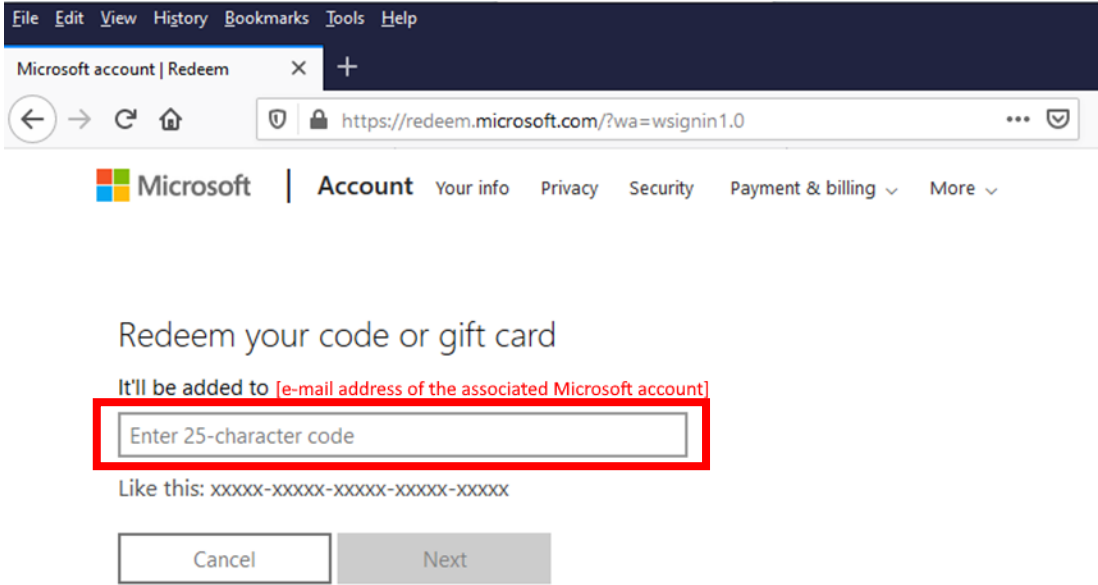 File Edit View History Bookmarks Tools Help
Microsoft account | Redeem
https://redeem.microsoft.com/?wa=wsignin1.0
Microsoft | Account Your info Privacy Security Payment & billing More
Redeem your code or gift card
It'll be added to [e-mail address of the associated Microsoft account]
Enter 25-character code
Like this: xxxxx-xxxxx-xxxxx-xxxxx-xxxxx
Cancel Next